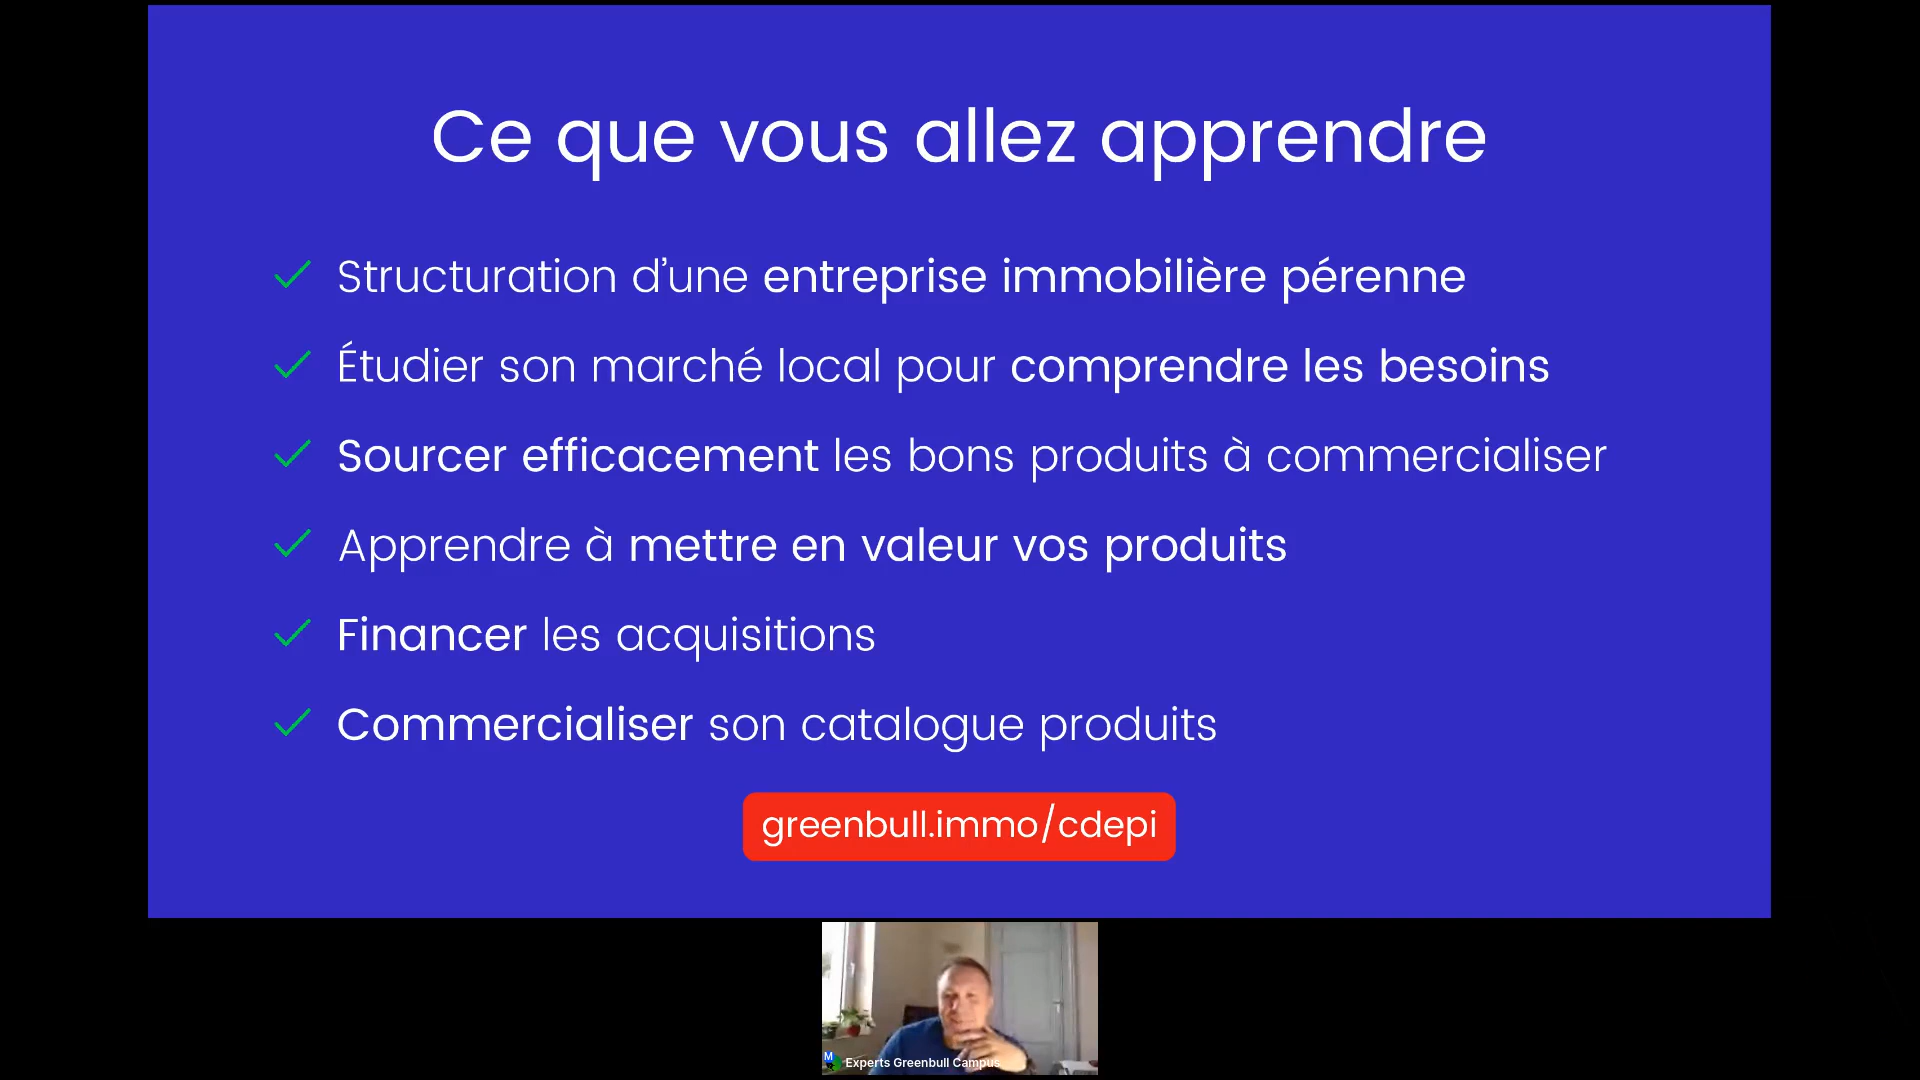 Ce que vous allez apprendre
Structuration d’une entreprise immobilière pérenne
Étudier son marché local pour comprendre les besoins
Sourcer efficacement les bons produits à commercialiser
Apprendre à mettre en valeur vos produits
Financer les acquisitions
Commercialiser son catalogue produits
greenbull.immo/cdepi
M
Experts Greenbull Campus